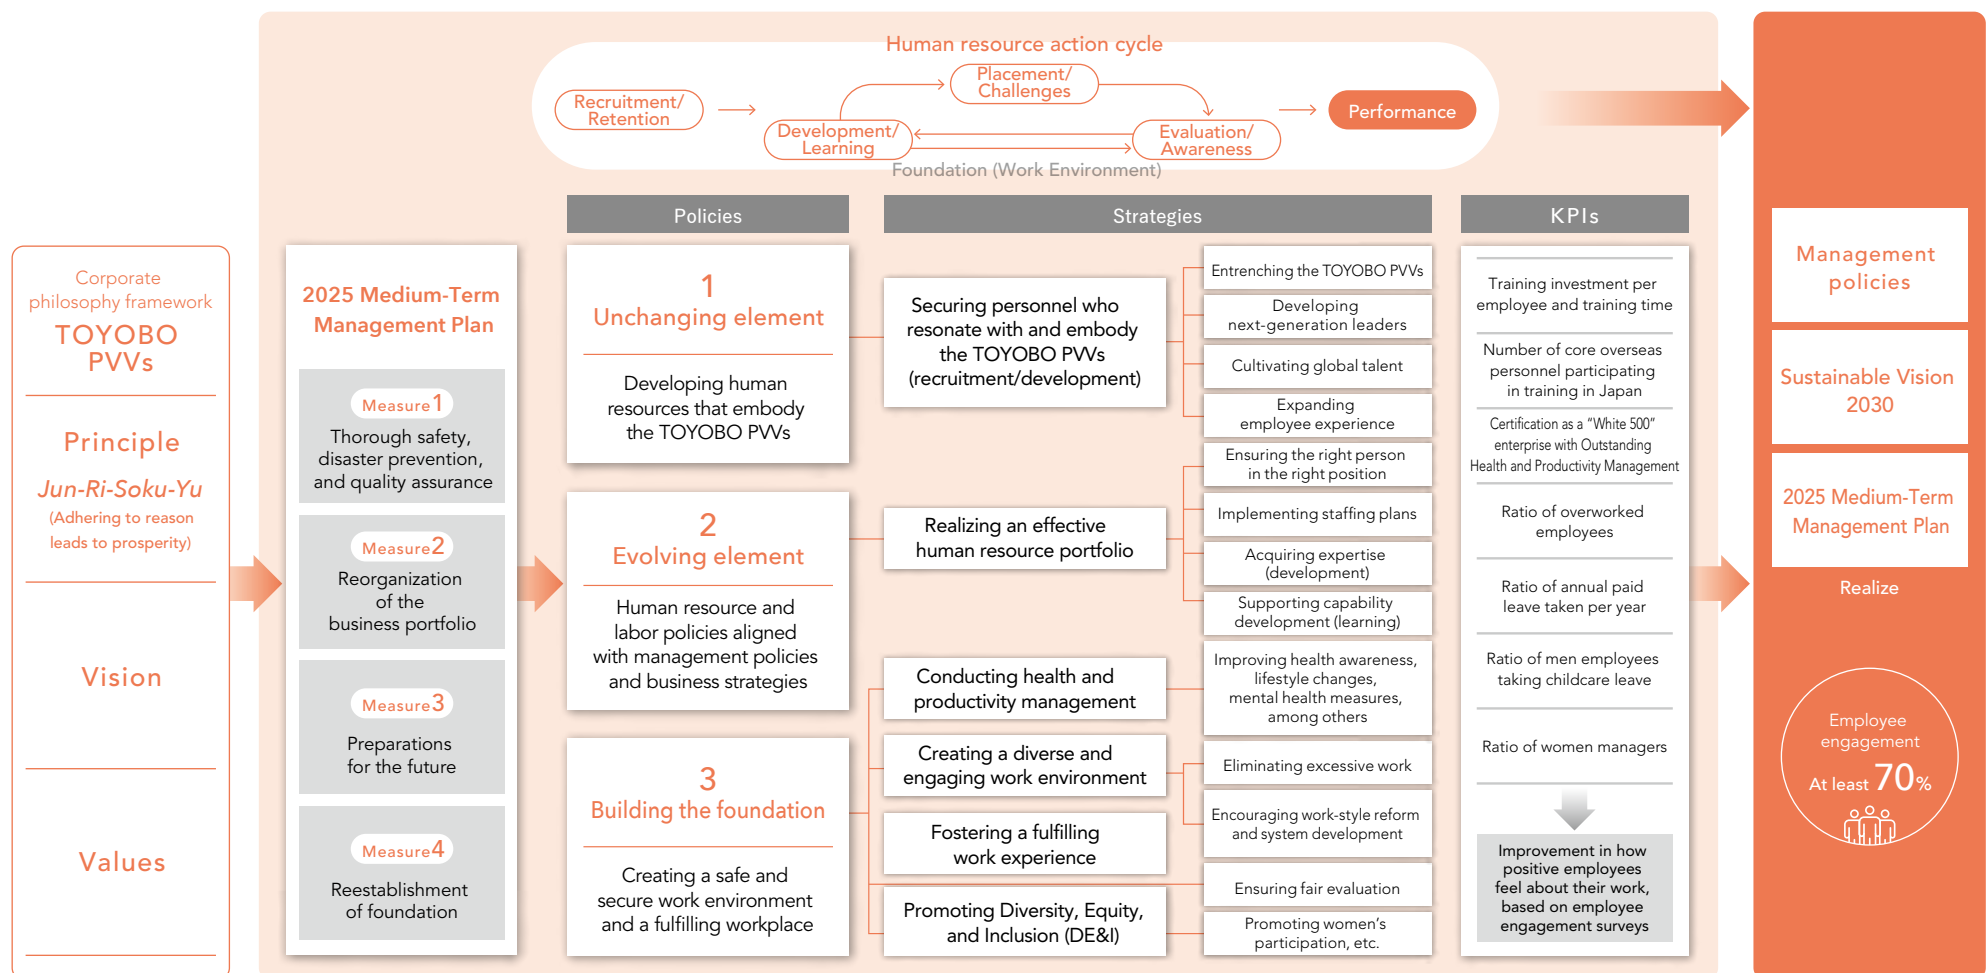 Human resource action cycle
Recruitment/
Retention
Development/
Learning
Placement/
Challenges
Evaluation/
Awareness
Performance
Foundation (Work Environment)
Corporate
philosophy framework
TOYOBO
PVVs
Principle
Jun-Ri-Soku-Yu
(Adhering to reason
leads to prosperity)
Vision
Values
2025 Medium-Term
Management Plan
Measure1
Thorough safety,
disaster prevention,
and quality assurance
Measure2
Reorganization
of the
business portfolio
Measure3
Preparations
for the future
Measure4
Reestablishment
of foundation
Policies
1
Unchanging element
Developing human
resources that embody
the TOYOBO PVVs
2
Evolving element
Human resource and
labor policies aligned
with management policies
and business strategies
3
Building the foundation
Creating a safe and
secure work environment
and a fulfilling workplace
Strategies
Securing personnel who
resonate with and embody
the TOYOBO PVVs
(recruitment/development)
Realizing an effective
human resource portfolio
Conducting health and
productivity management
Creating a diverse and
engaging work environment
Fostering a fulfilling
work experience
Promoting Diversity, Equity,
and Inclusion (DE&I)
Entrenching the TOYOBO PVVs
Developing
next-generation leaders
Cultivating global talent
Expanding
employee experience
Ensuring the right person
in the right position
Implementing staffing plans
Acquiring expertise
(development)
Supporting capability
development (learning)
Improving health awareness,
lifestyle changes,
mental health measures,
among others
Eliminating excessive work
Encouraging work-style reform
and system development
Ensuring fair evaluation
Promoting women's
participation, etc.
KPIs
Training investment per
employee and training time
Number of core overseas
personnel participating
in training in Japan
Certification as a “White 500”
enterprise with Outstanding
Health and Productivity Management
Ratio of overworked
employees
Ratio of annual paid
leave taken per year
Ratio of men employees
taking childcare leave
Ratio of women managers
Improvement in how
positive employees
feel about their work,
based on employee
engagement surveys
Management
policies
Sustainable Vision
2030
2025 Medium-Term
Management Plan
Realize
Employee
engagement
At least 70%